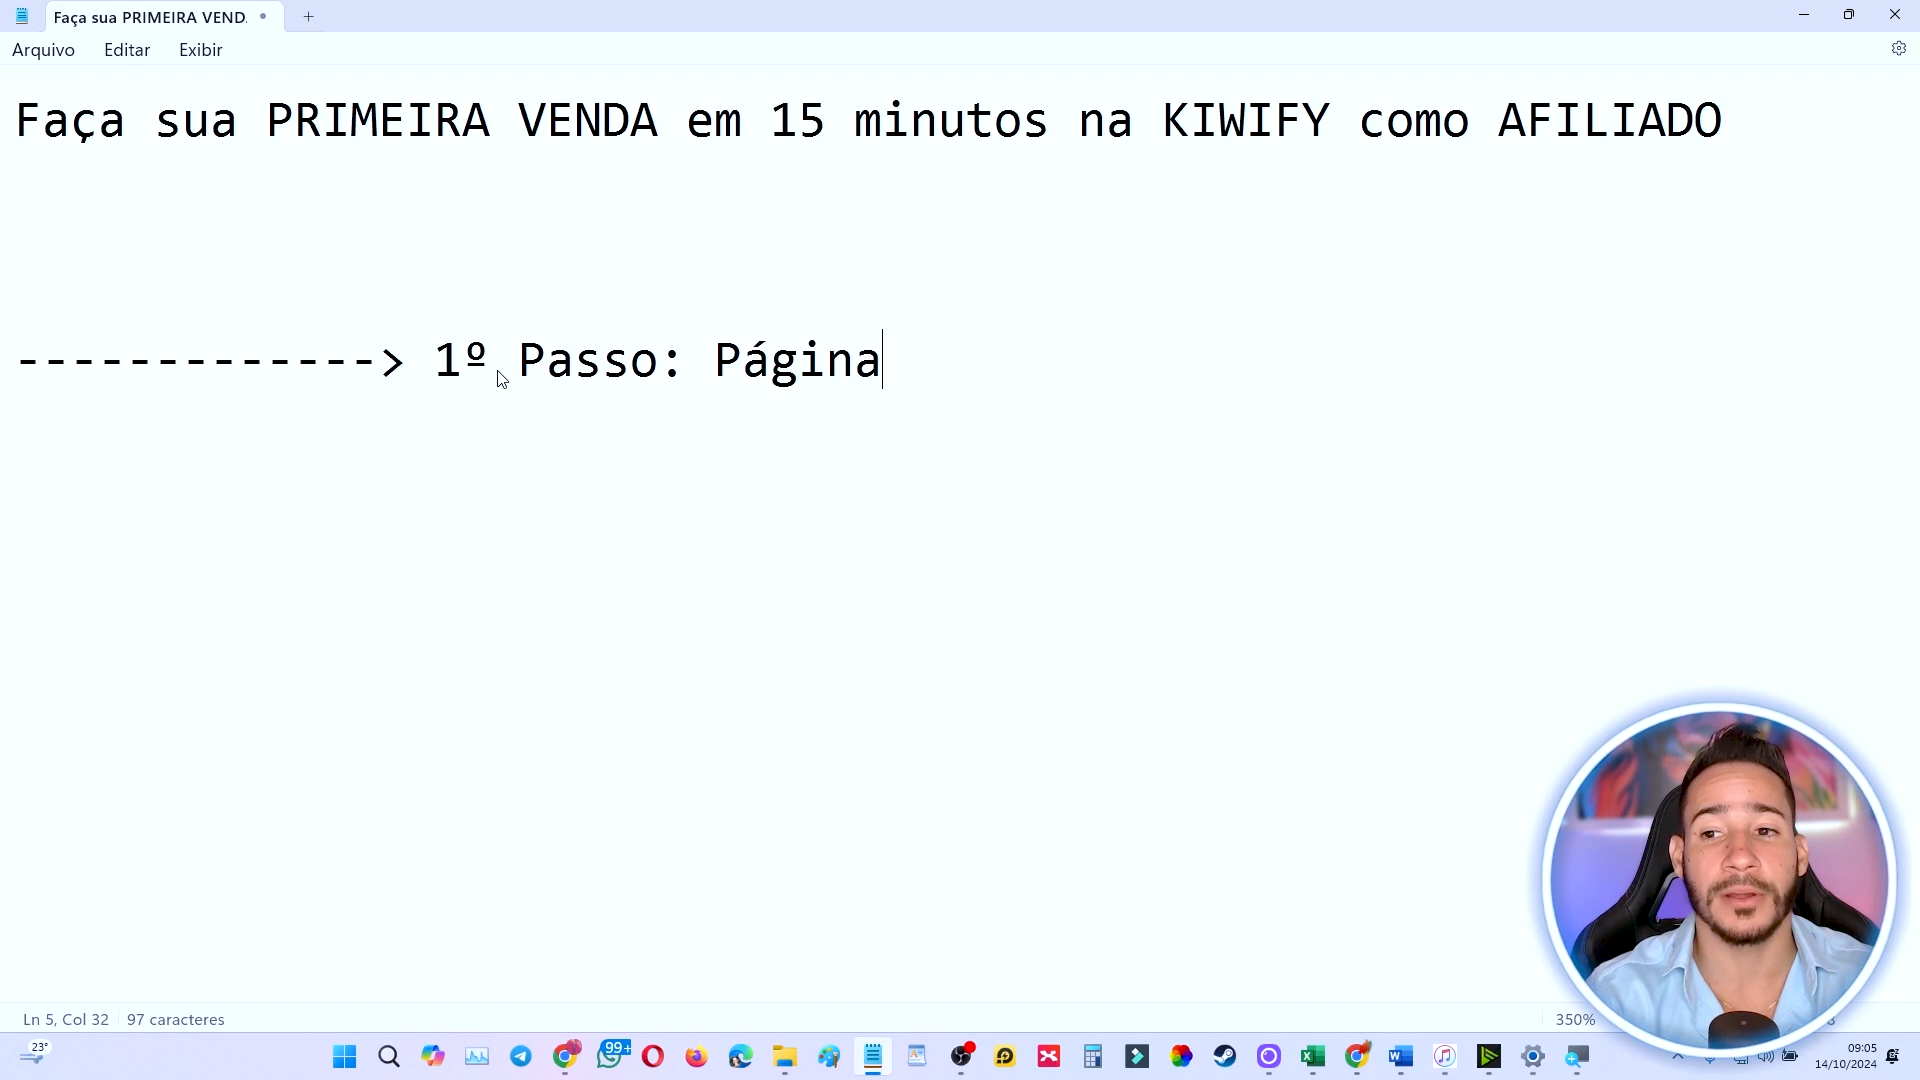 Faça sua PRIMEIRA VEND.
Arquivo Editar Exibir
Faça sua PRIMEIRA VENDA em 15 minutos na KIWIFY como AFILIADO
-------------> 1º Passo: Página
Ln 5, Col 32 97 caracteres 350%
23° 99+ 09:05
14/10/2024